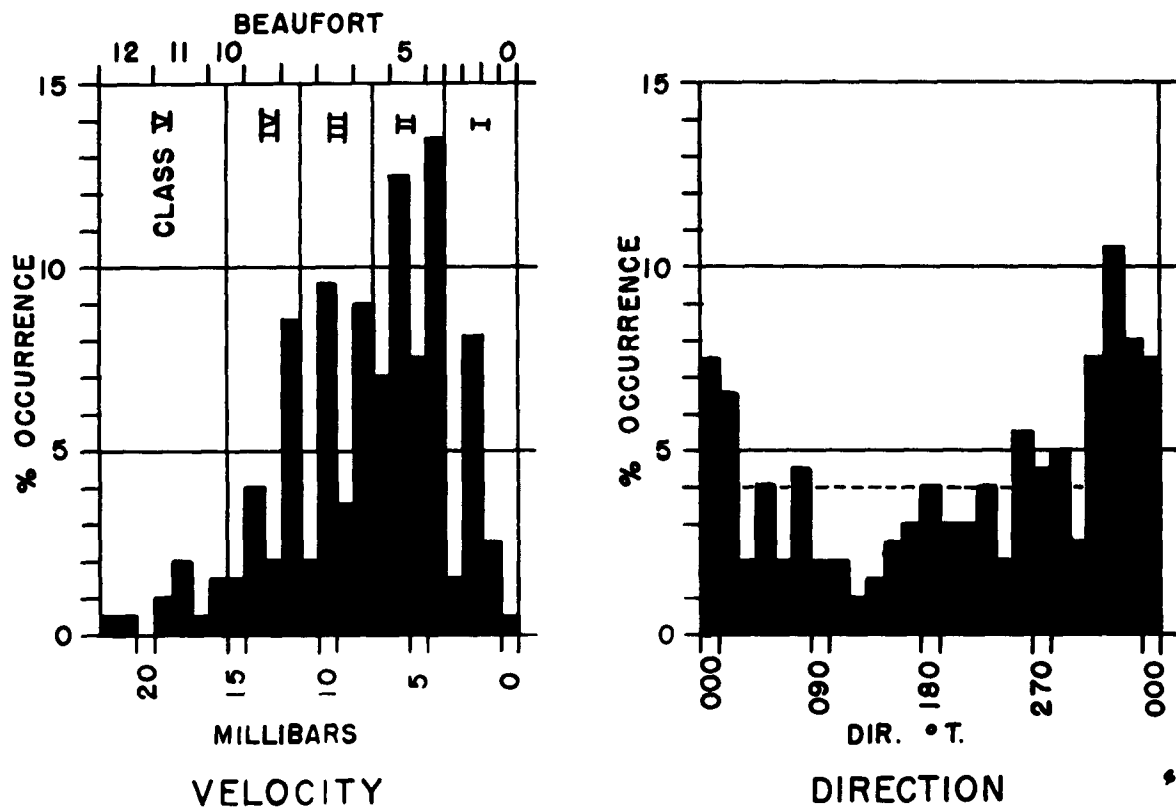 BEAUFORT
12 11 10 5 0
15
CLASS V IV III II I
10
5
0
% OCCURRENCE
20 15 10 5 0
MILLIBARS
VELOCITY
15
10
5
0
% OCCURRENCE
000 090 180 270 000
DIR. °T.
DIRECTION